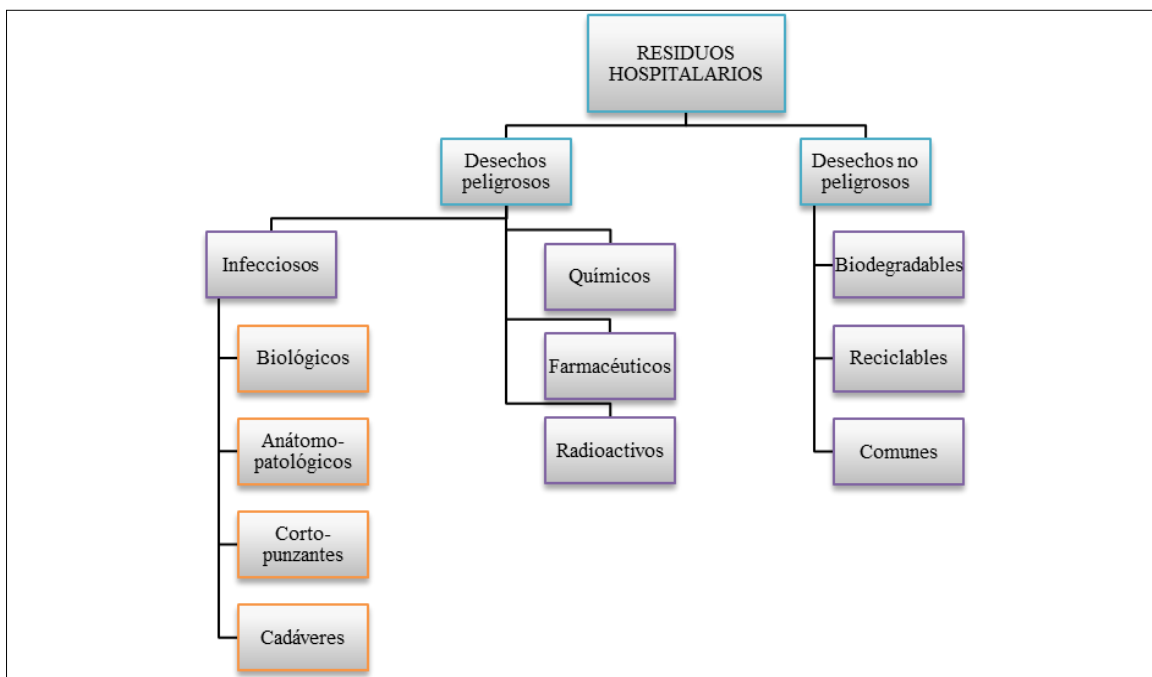 RESIDUOS
HOSPITALARIOS
Desechos
peligrosos
Desechos no
peligrosos
Infecciosos
Biológicos
Anátomo-
patológicos
Corto-
punzantes
Cadáveres
Químicos
Farmacéuticos
Radioactivos
Biodegradables
Reciclables
Comunes